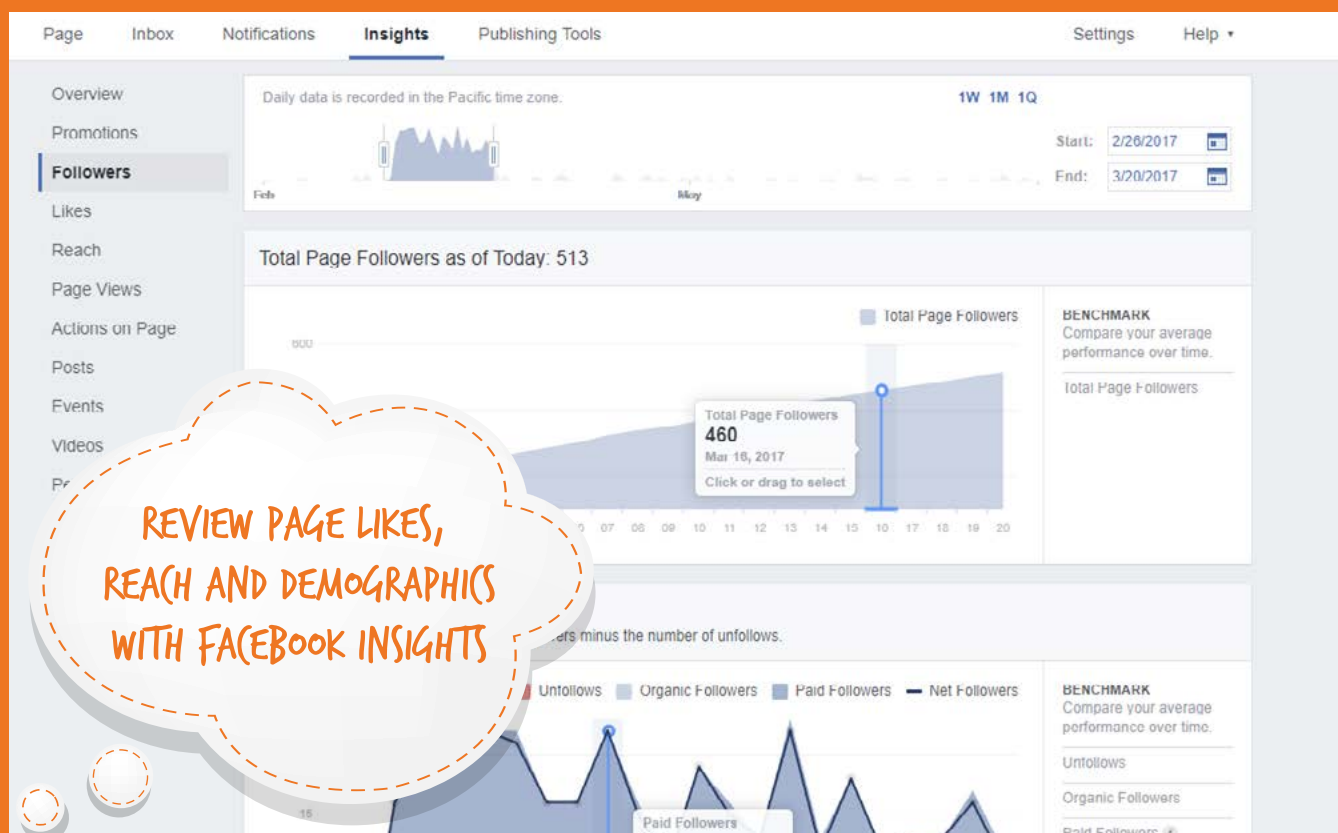 Page Inbox Notifications Insights Publishing Tools Settings Help
Overview
Promotions
Followers
Likes
Reach
Page Views
Actions on Page
Posts
Events
Videos
Daily data is recorded in the Pacific time zone.
1W 1M 1Q
Start: 2/26/2017
End: 3/20/2017
Feb May
Total Page Followers as of Today: 513
Total Page Followers
600
Total Page Followers
460
Mar 16, 2017
Click or drag to select
07 08 09 10 11 12 13 14 15 16 17 18 19 20
BENCHMARK
Compare your average
performance over time.
Total Page Followers
REVIEW PAGE LIKES,
REACH AND DEMOGRAPHICS
WITH FACEBOOK INSIGHTS
minus the number of unfollows.
Unfollows Organic Followers Paid Followers Net Followers
15
Paid Followers
BENCHMARK
Compare your average
performance over time.
Unfollows
Organic Followers
Paid Followers